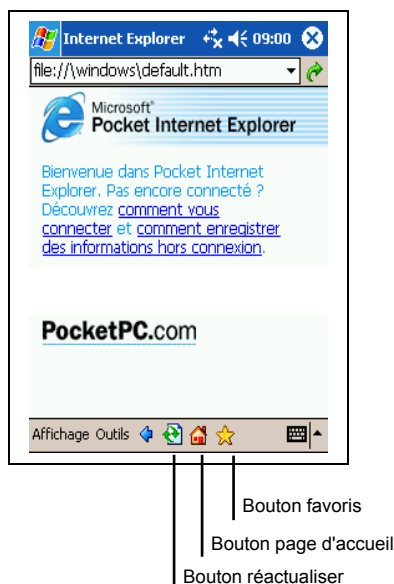 Internet Explorer 09:00
file://\windows\default.htm
Microsoft®
Pocket Internet Explorer
Bienvenue dans Pocket Internet
Explorer. Pas encore connecté ?
Découvrez comment vous
connecter et comment enregistrer
des informations hors connexion.
PocketPC.com
Affichage Outils
Bouton favoris
Bouton page d'accueil
Bouton réactualiser